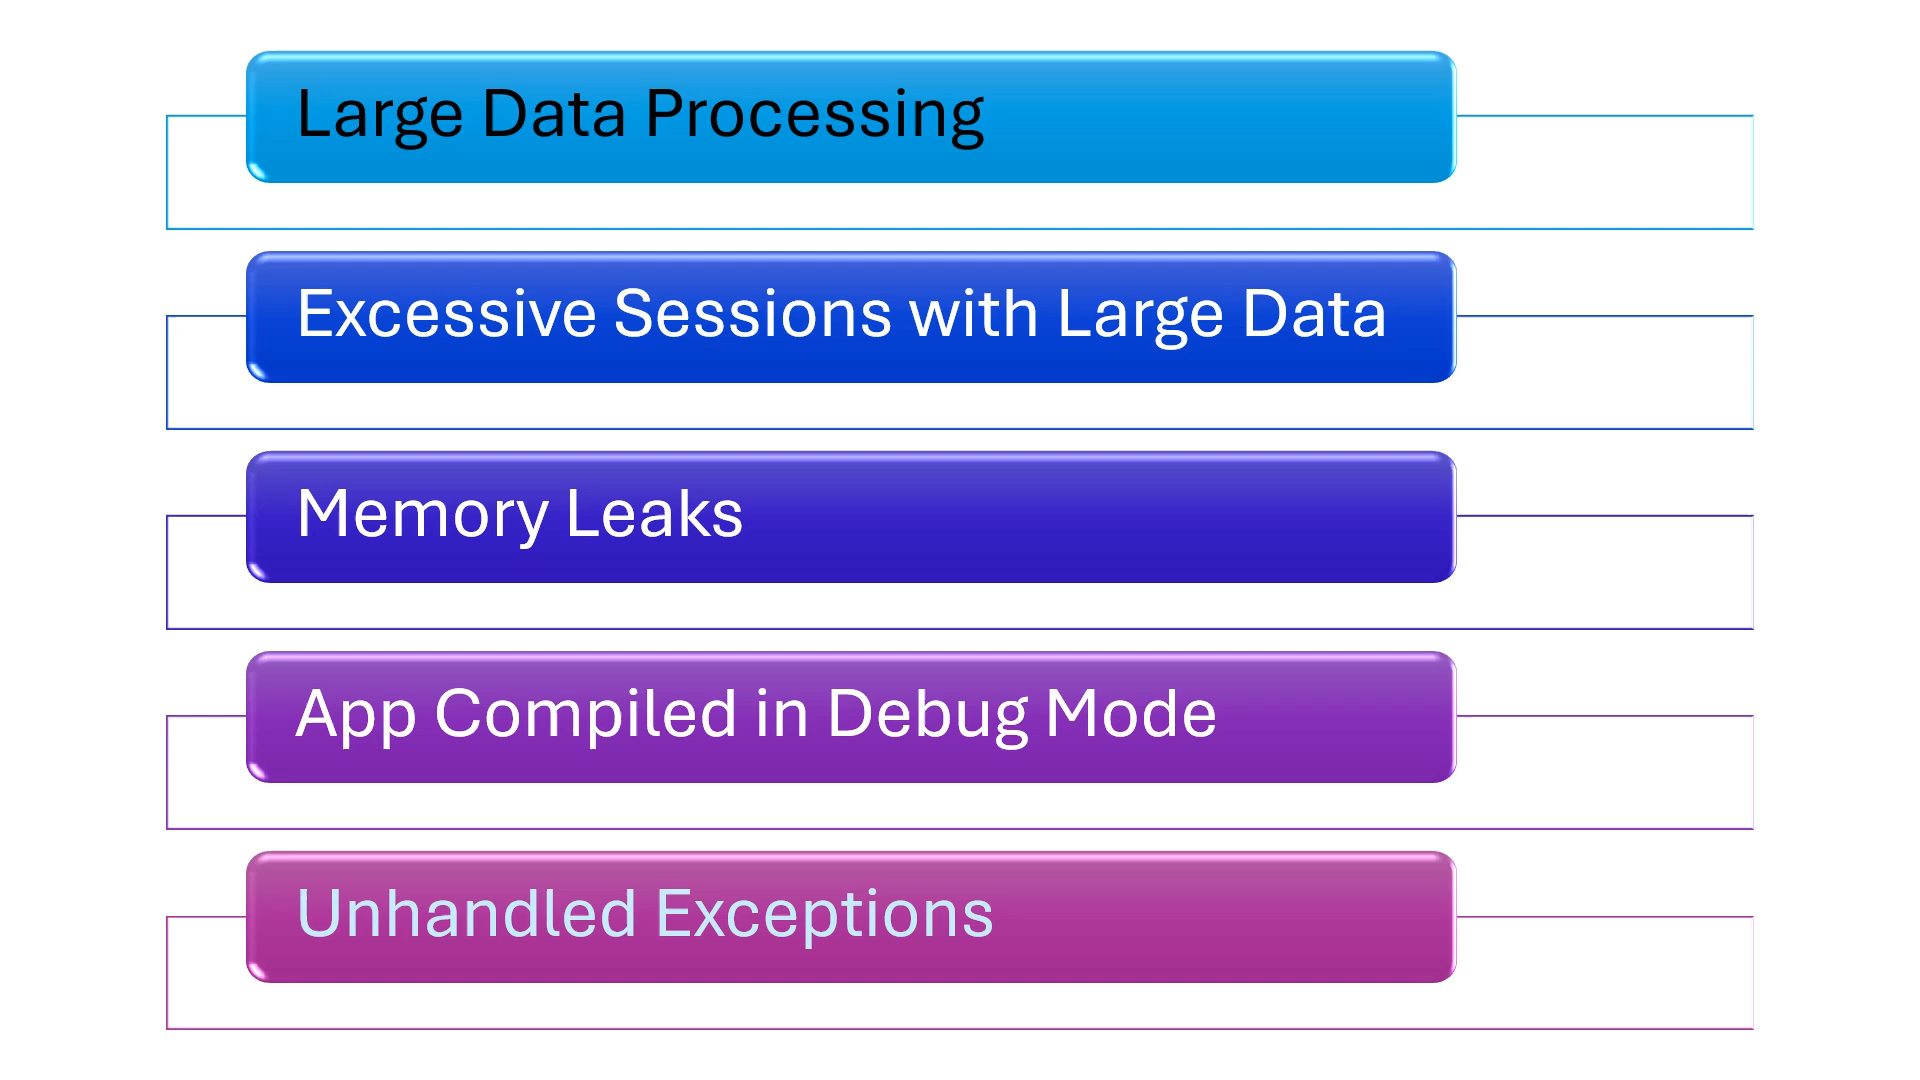 Large Data Processing
Excessive Sessions with Large Data
Memory Leaks
App Compiled in Debug Mode
Unhandled Exceptions